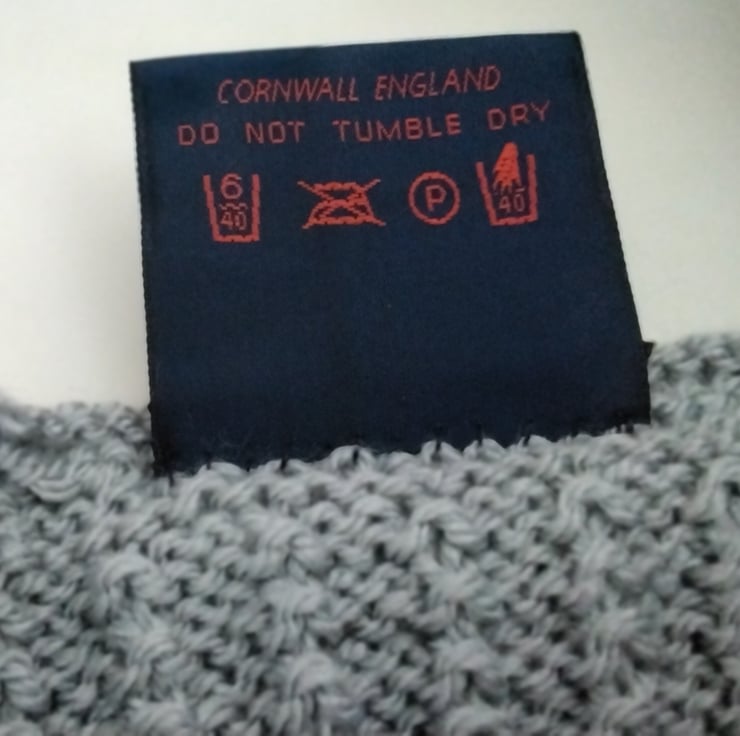 CORNWALL ENGLAND
DO NOT TUMBLE DRY
6 P
40 40